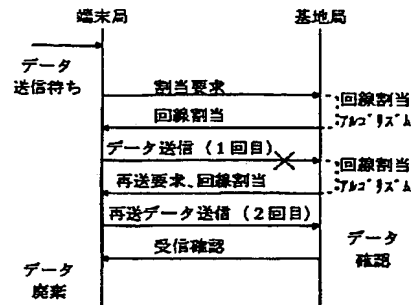 端末局
基地局
データ
送信待ち
割当要求
回線割当
回線割当
アルゴリズム
データ送信(1回目)
再送要求、回線割当
回線割当
アルゴリズム
再送データ送信(2回目)
受信確認
データ
廃棄
データ
確認